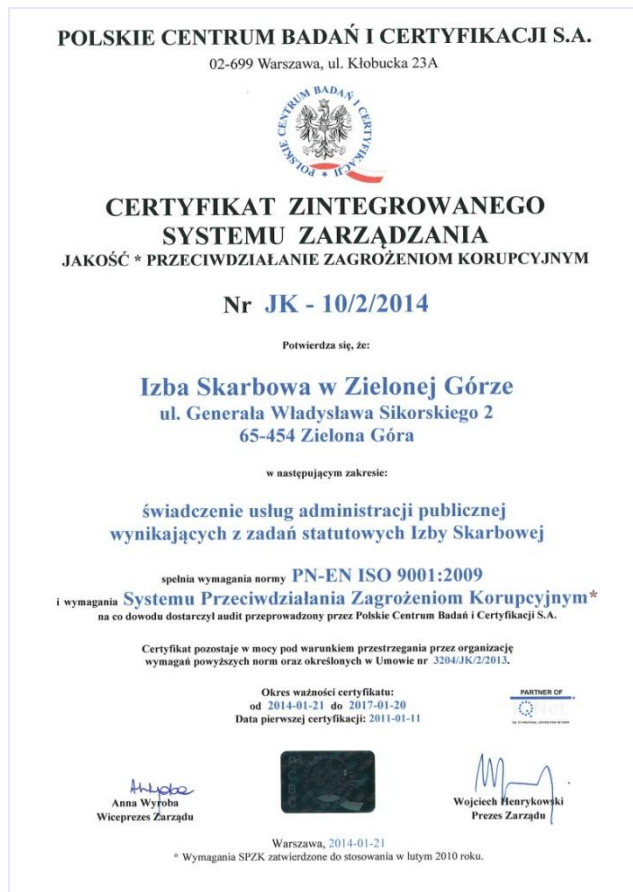 POLSKIE CENTRUM BADAŃ I CERTYFIKACJI S.A.
02-699 Warszawa, ul. Kłobucka 23A
POLSKIE CENTRUM BADAŃ I CERTYFIKACJI
CERTYFIKAT ZINTEGROWANEGO
SYSTEMU ZARZĄDZANIA
JAKOŚĆ * PRZECIWDZIAŁANIE ZAGROŻENIOM KORUPCYJNYM
Nr JK - 10/2/2014
Potwierdza się, że:
Izba Skarbowa w Zielonej Górze
ul. Generała Władysława Sikorskiego 2
65-454 Zielona Góra
w następującym zakresie:
świadczenie usług administracji publicznej
wynikających z zadań statutowych Izby Skarbowej
spełnia wymagania normy PN-EN ISO 9001:2009
i wymagania Systemu Przeciwdziałania Zagrożeniom Korupcyjnym*
na co dowodu dostarczył audit przeprowadzony przez Polskie Centrum Badań i Certyfikacji S.A.
Certyfikat pozostaje w mocy pod warunkiem przestrzegania przez organizację
wymagań powyższych norm oraz określonych w Umowie nr 3204/JK/2/2013.
Okres ważności certyfikatu:
od 2014-01-21 do 2017-01-20
Data pierwszej certyfikacji: 2011-01-11
PARTNER OF
Anna Wyroba
Wiceprezes Zarządu
Wojciech Henrykowski
Prezes Zarządu
Warszawa, 2014-01-21
* Wymagania SPZK zatwierdzone do stosowania w lutym 2010 roku.